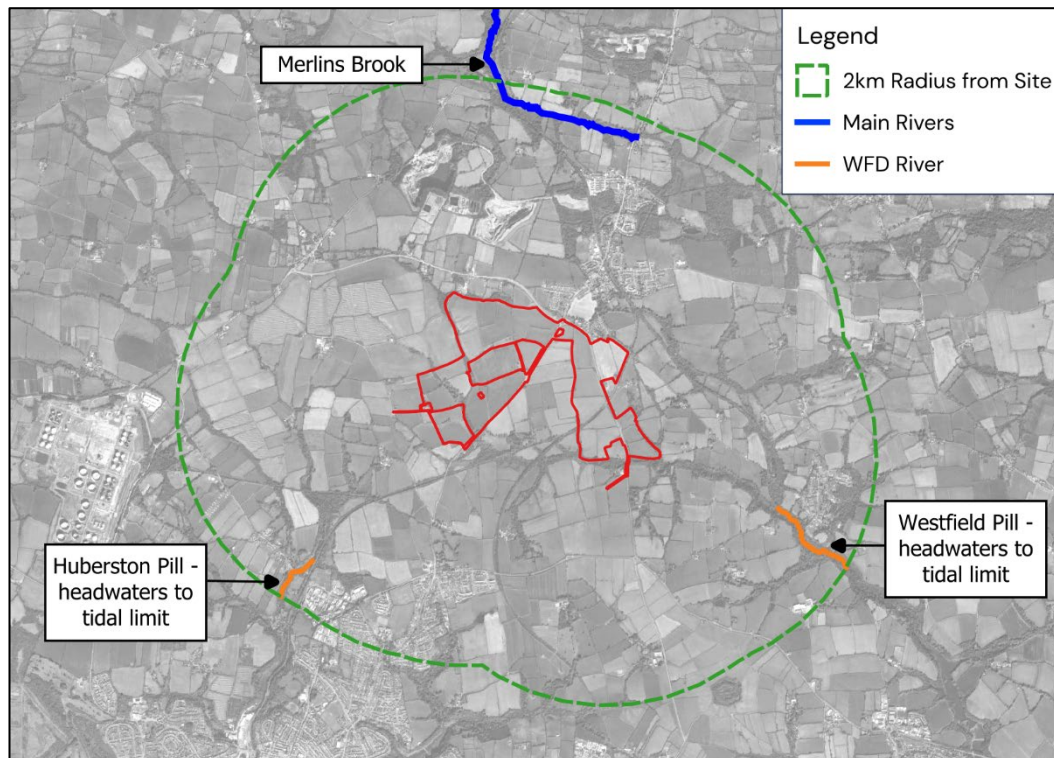 Merlins Brook
Legend
2km Radius from Site
Main Rivers
WFD River
Westfield Pill -
headwaters to
tidal limit
Huberston Pill -
headwaters to
tidal limit